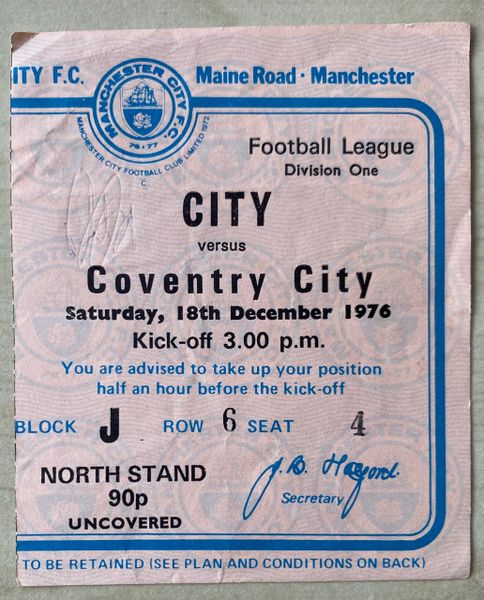 ITY F.C.
Maine Road · Manchester
MANCHESTER CITY F.C.
76·77
MANCHESTER CITY FOOTBALL CLUB LIMITED 1972
C
Football League
Division One
CITY
versus
Coventry City
Saturday, 18th December 1976
Kick-off 3.00 p.m.
You are advised to take up your position
half an hour before the kick-off
BLOCK J ROW 6 SEAT 4
NORTH STAND
90p
UNCOVERED
J. B. Halford.
Secretary
TO BE RETAINED (SEE PLAN AND CONDITIONS ON BACK)